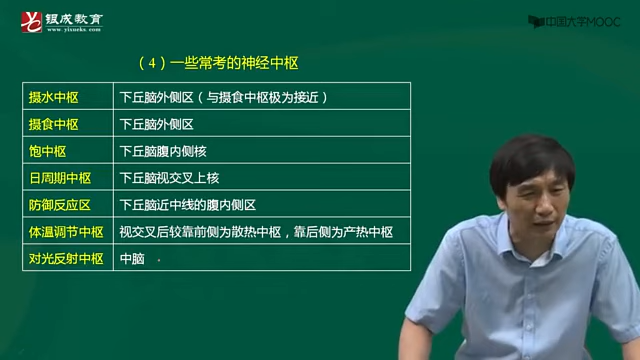 银成教育
www.yixueks.com
中国大学MOOC
（4）一些常考的神经中枢
摄水中枢 下丘脑外侧区（与摄食中枢极为接近）
摄食中枢 下丘脑外侧区
饱中枢 下丘脑腹内侧核
日周期中枢 下丘脑视交叉上核
防御反应区 下丘脑近中线的腹内侧区
体温调节中枢 视交叉后较靠前侧为散热中枢，靠后侧为产热中枢
对光反射中枢 中脑